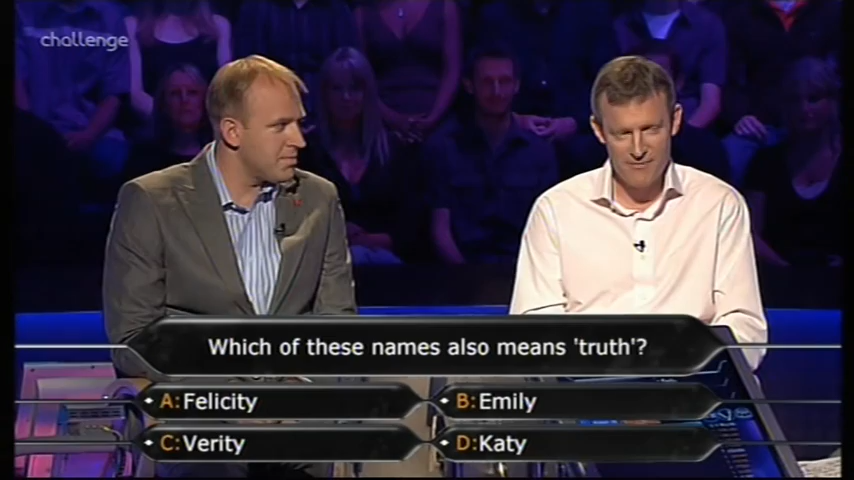 challenge
Which of these names also means 'truth'?
A:Felicity
B:Emily
C:Verity
D:Katy